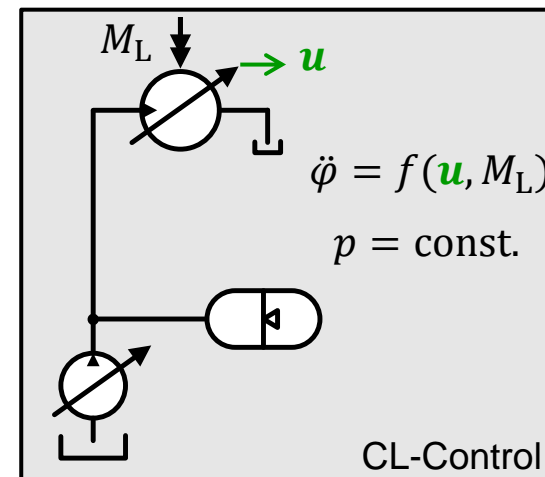 M_L
u
φ̈ = f(u, M_L)
p = const.
CL-Control